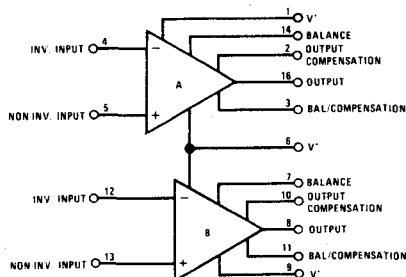 1 V+
14 BALANCE
4 INV. INPUT
2 OUTPUT
COMPENSATION
A
16 OUTPUT
5 NON-INV. INPUT
3 BAL/COMPENSATION
6 V-
7 BALANCE
12 INV. INPUT
10 OUTPUT
COMPENSATION
B
8 OUTPUT
13 NON-INV. INPUT
11 BAL/COMPENSATION
9 V+